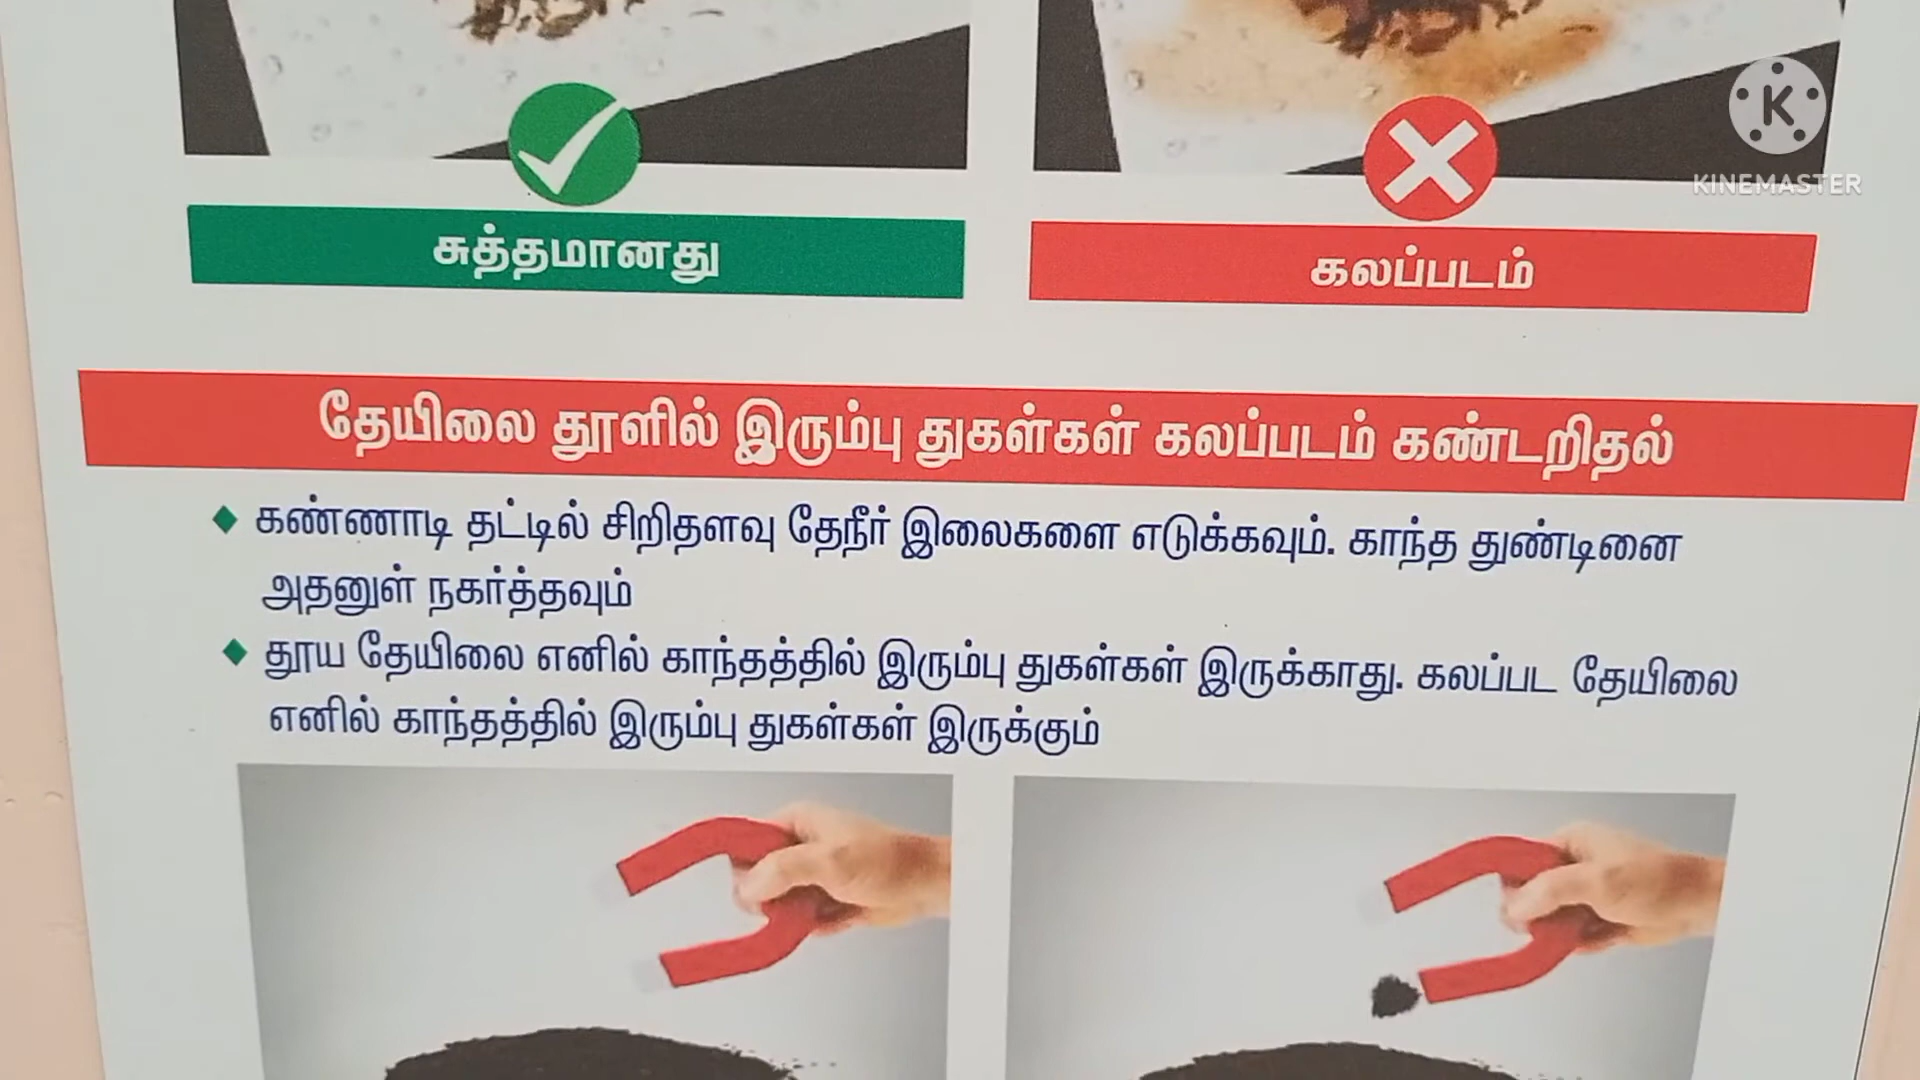 KINEMASTER
சுத்தமானது
கலப்படம்
தேயிலை தூளில் இரும்பு துகள்கள் கலப்படம் கண்டறிதல்
கண்ணாடி தட்டில் சிறிதளவு தேநீர் இலைகளை எடுக்கவும். காந்த துண்டினை
அதனுள் நகர்த்தவும்
தூய தேயிலை எனில் காந்தத்தில் இரும்பு துகள்கள் இருக்காது. கலப்பட தேயிலை
எனில் காந்தத்தில் இரும்பு துகள்கள் இருக்கும்